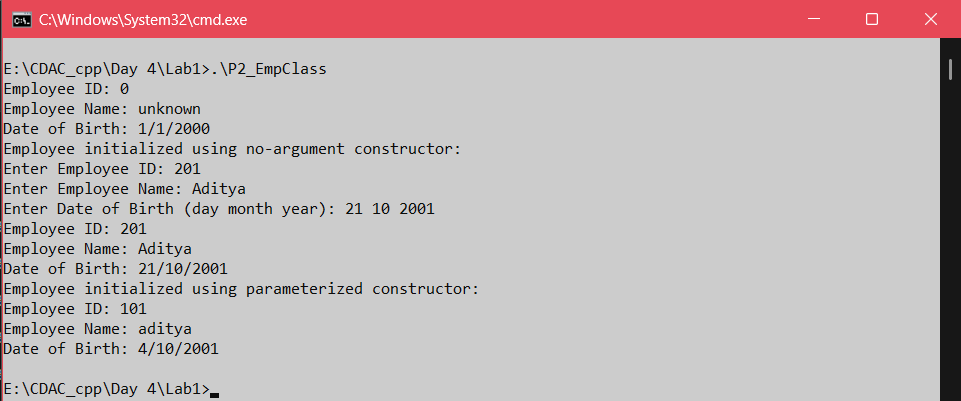 C:\Windows\System32\cmd.exe
E:\CDAC_cpp\Day 4\Lab1>.\P2_EmpClass
Employee ID: 0
Employee Name: unknown
Date of Birth: 1/1/2000
Employee initialized using no-argument constructor:
Enter Employee ID: 201
Enter Employee Name: Aditya
Enter Date of Birth (day month year): 21 10 2001
Employee ID: 201
Employee Name: Aditya
Date of Birth: 21/10/2001
Employee initialized using parameterized constructor:
Employee ID: 101
Employee Name: aditya
Date of Birth: 4/10/2001
E:\CDAC_cpp\Day 4\Lab1>